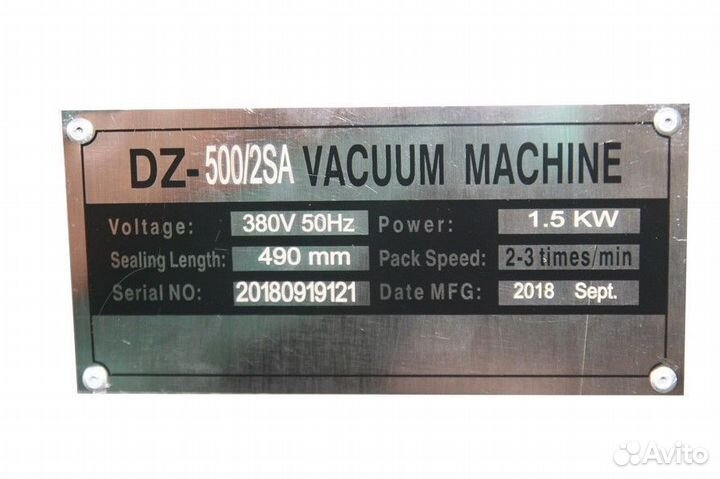 DZ-500/2SA VACUUM MACHINE
Voltage: 380V 50Hz Power: 1.5 KW
Sealing Length: 490 mm Pack Speed: 2-3 times/min
Serial NO: 20180919121 Date MFG: 2018 Sept.
Avito